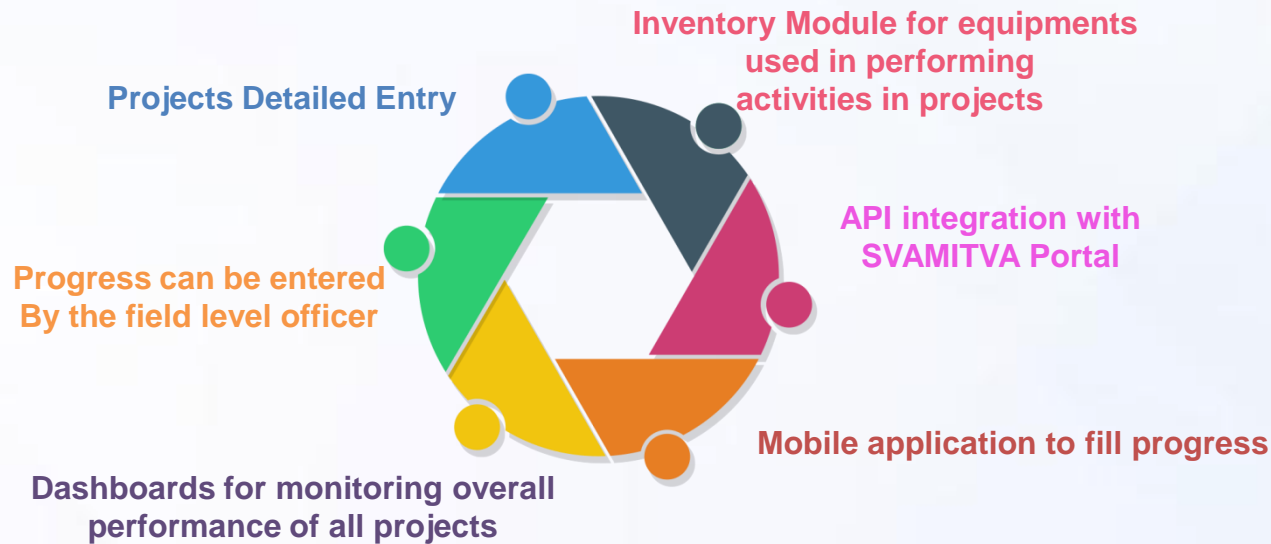 Inventory Module for equipments
used in performing
activities in projects
Projects Detailed Entry
API integration with
SVAMITVA Portal
Progress can be entered
By the field level officer
Mobile application to fill progress
Dashboards for monitoring overall
performance of all projects